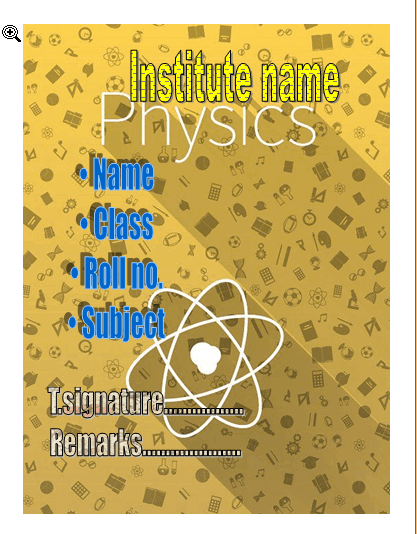 Institute name
Physics
• Name
• Class
• Roll no.
• Subject
T.signature.................
Remarks.....................